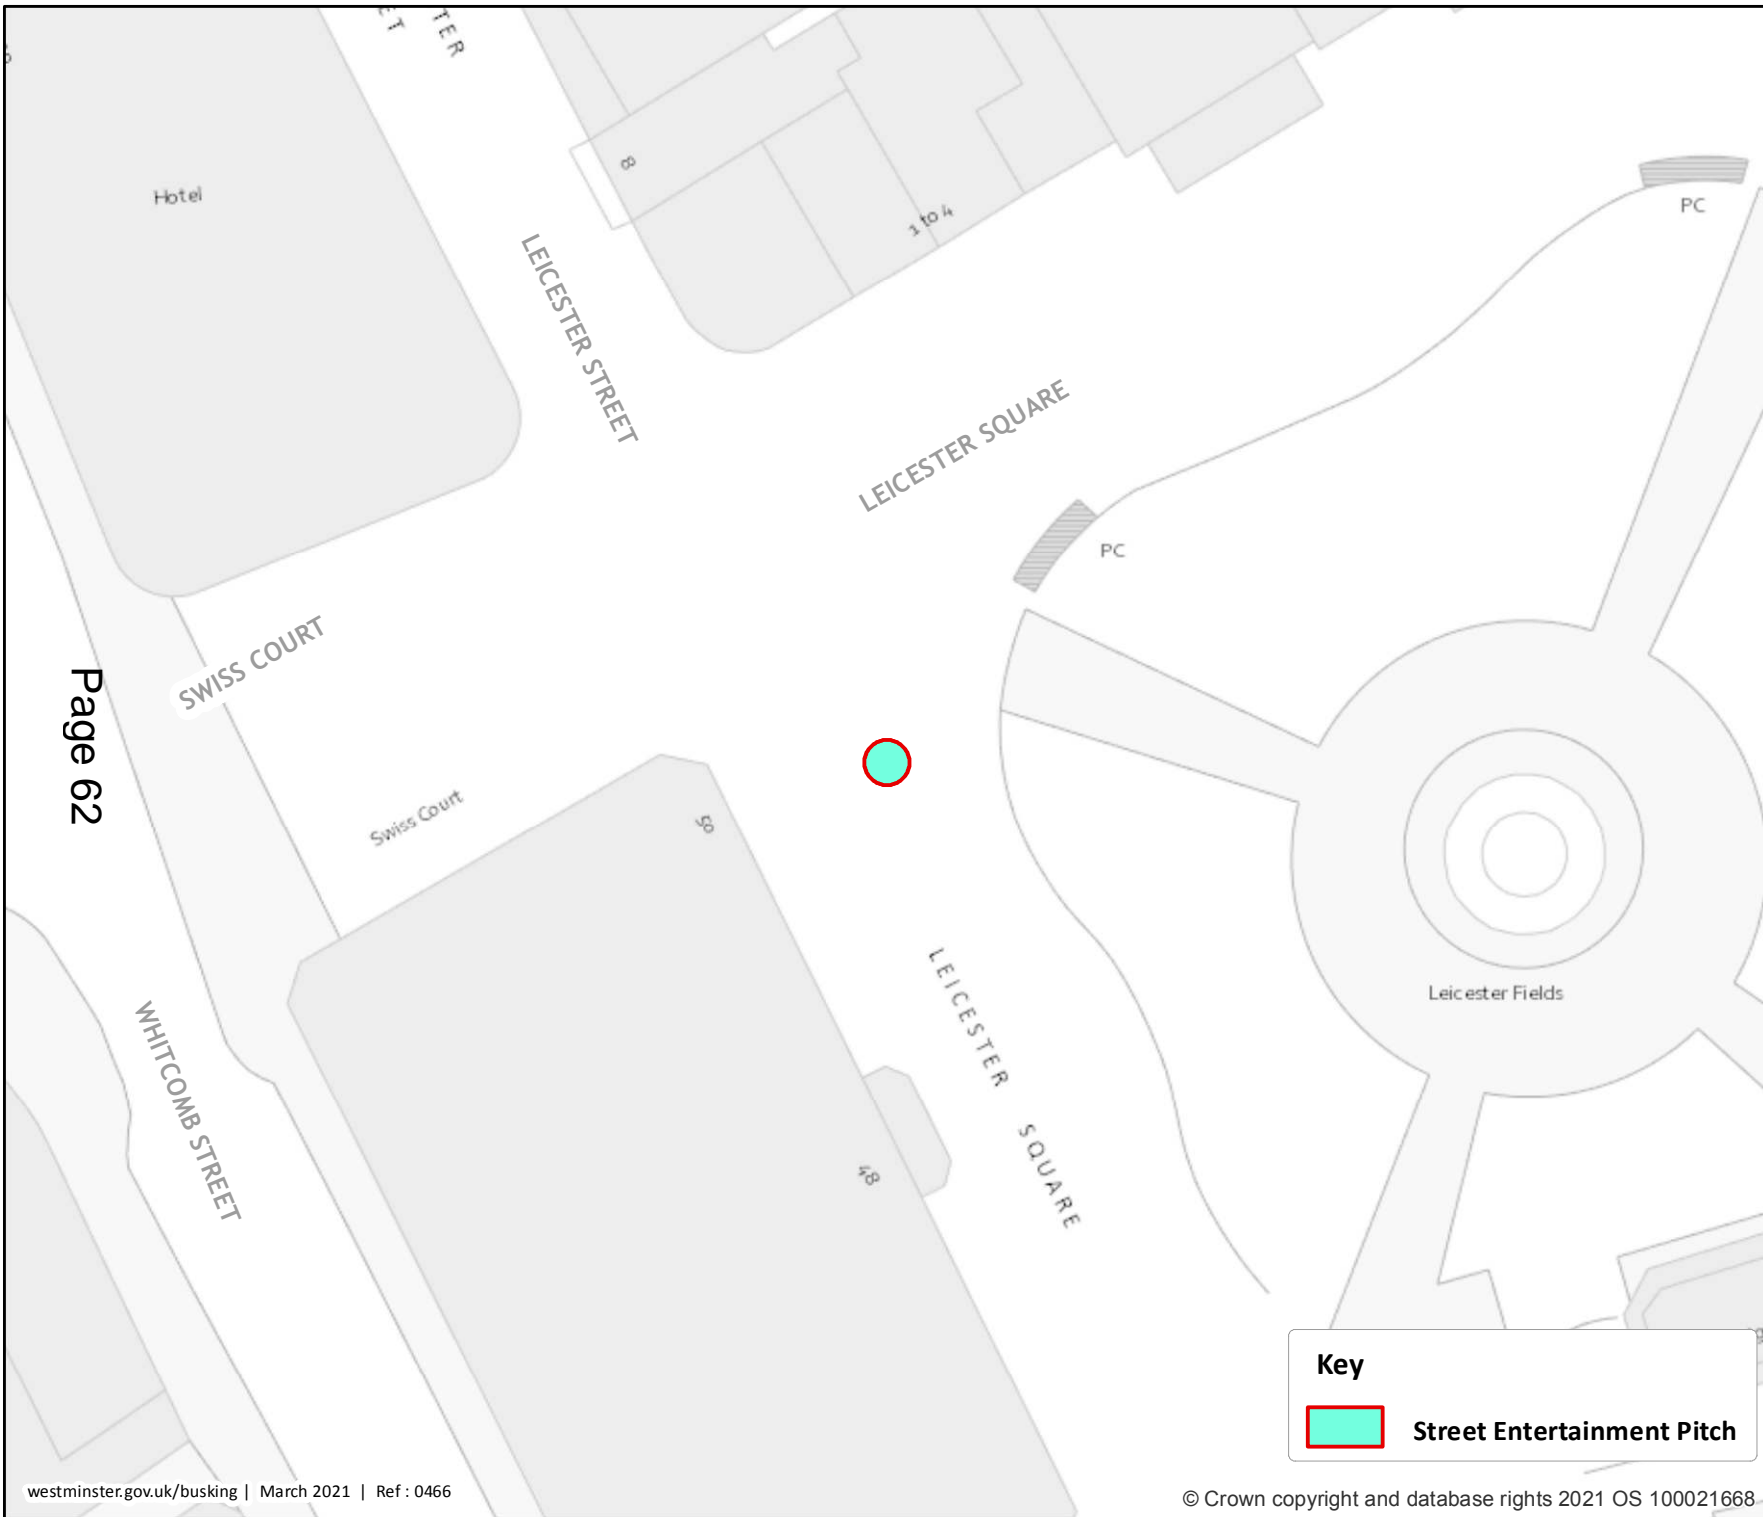 ET
TER
Hotel
8
1 to 4
PC
LEICESTER STREET
LEICESTER SQUARE
PC
SWISS COURT
Page 62
Swiss Court
50
LEICESTER SQUARE
Leicester Fields
WHITCOMB STREET
48
Key
Street Entertainment Pitch
westminster.gov.uk/busking | March 2021 | Ref : 0466
© Crown copyright and database rights 2021 OS 100021668